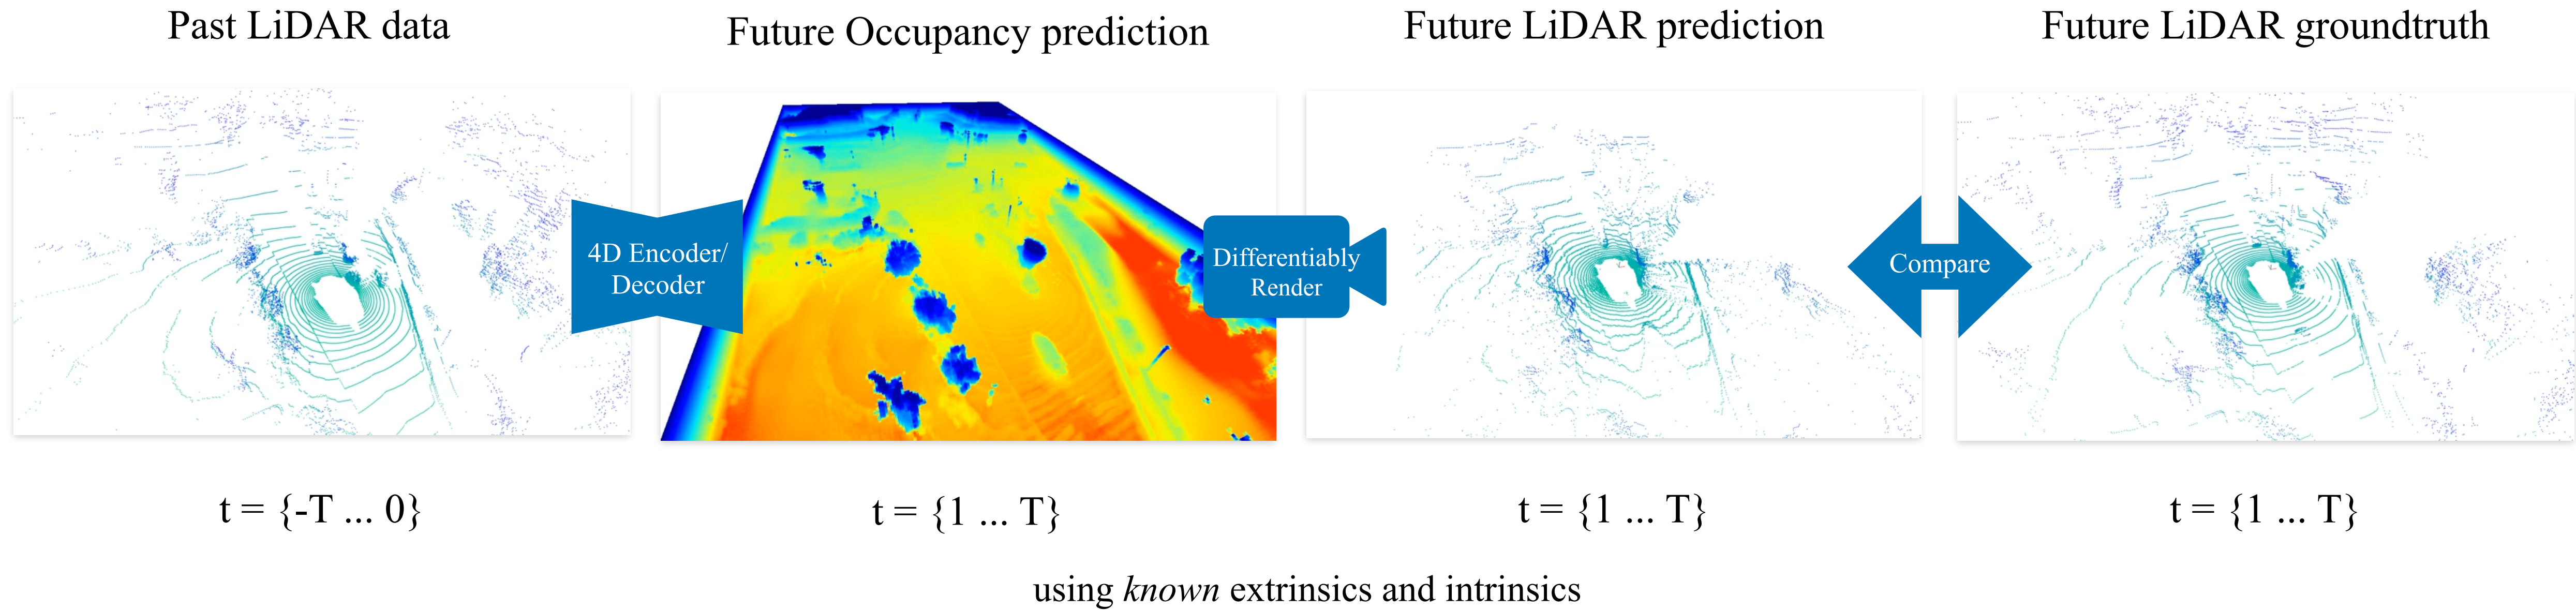 Past LiDAR data
Future Occupancy prediction
Future LiDAR prediction
Future LiDAR groundtruth
4D Encoder/
Decoder
Differentiably
Render
Compare
t = {-T ... 0}
t = {1 ... T}
t = {1 ... T}
t = {1 ... T}
using known extrinsics and intrinsics